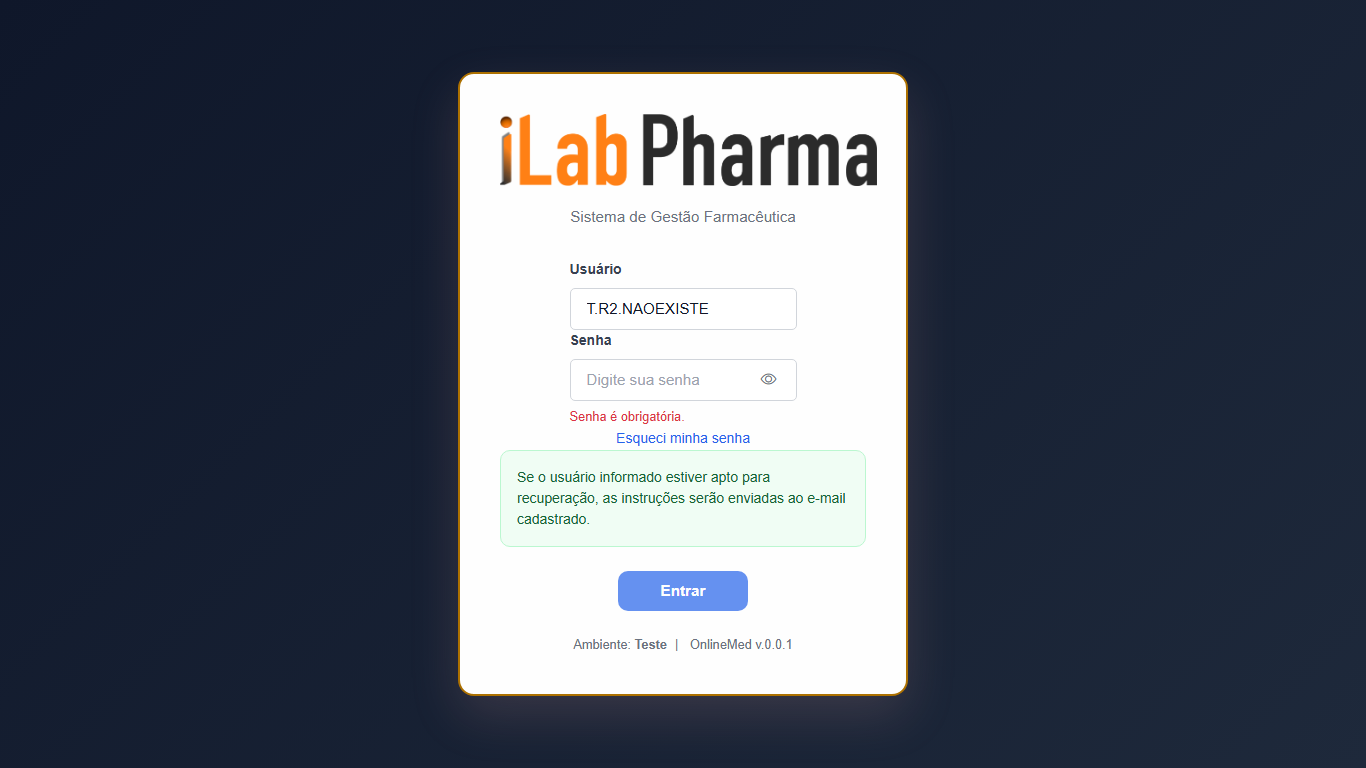 iLab Pharma
Sistema de Gestão Farmacêutica
Usuário
T.R2.NAOEXISTE
Senha
Digite sua senha
Senha é obrigatória.
Esqueci minha senha
Se o usuário informado estiver apto para
recuperação, as instruções serão enviadas ao e-mail
cadastrado.
Entrar
Ambiente: Teste | OnlineMed v.0.0.1